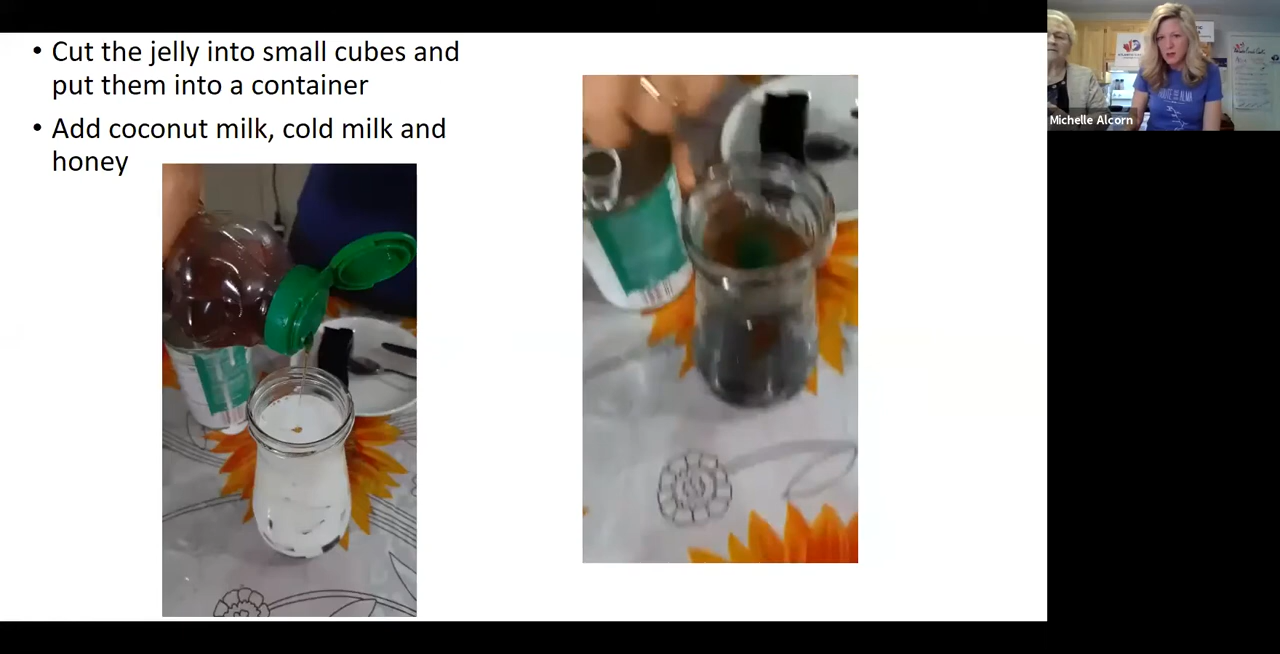 • Cut the jelly into small cubes and
put them into a container
• Add coconut milk, cold milk and
honey
Michelle Alcorn